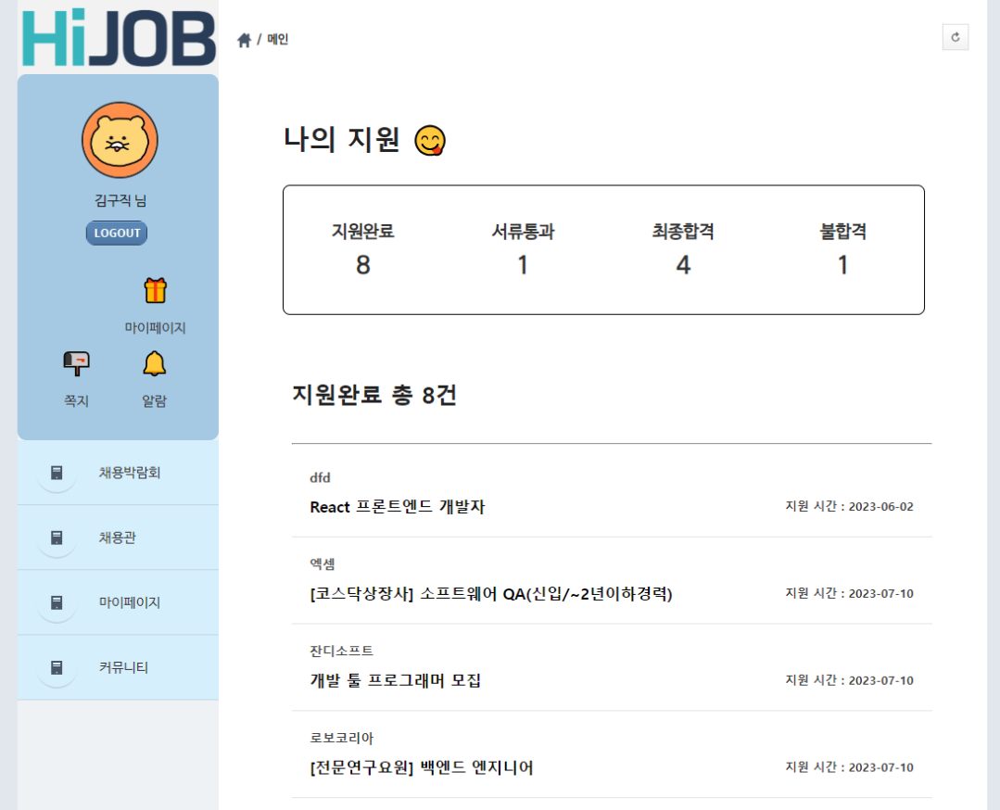 HiJOB
/ 메인
김구직 님
LOGOUT
마이페이지
쪽지
알람
채용박람회
채용관
마이페이지
커뮤니티
나의 지원
지원완료 서류통과 최종합격 불합격
8 1 4 1
지원완료 총 8건
dfd
React 프론트엔드 개발자 지원 시간 : 2023-06-02
엑셈
[코스닥상장사] 소프트웨어 QA(신입/~2년이하경력) 지원 시간 : 2023-07-10
잔디소프트
개발 툴 프로그래머 모집 지원 시간 : 2023-07-10
로보코리아
[전문연구요원] 백엔드 엔지니어 지원 시간 : 2023-07-10